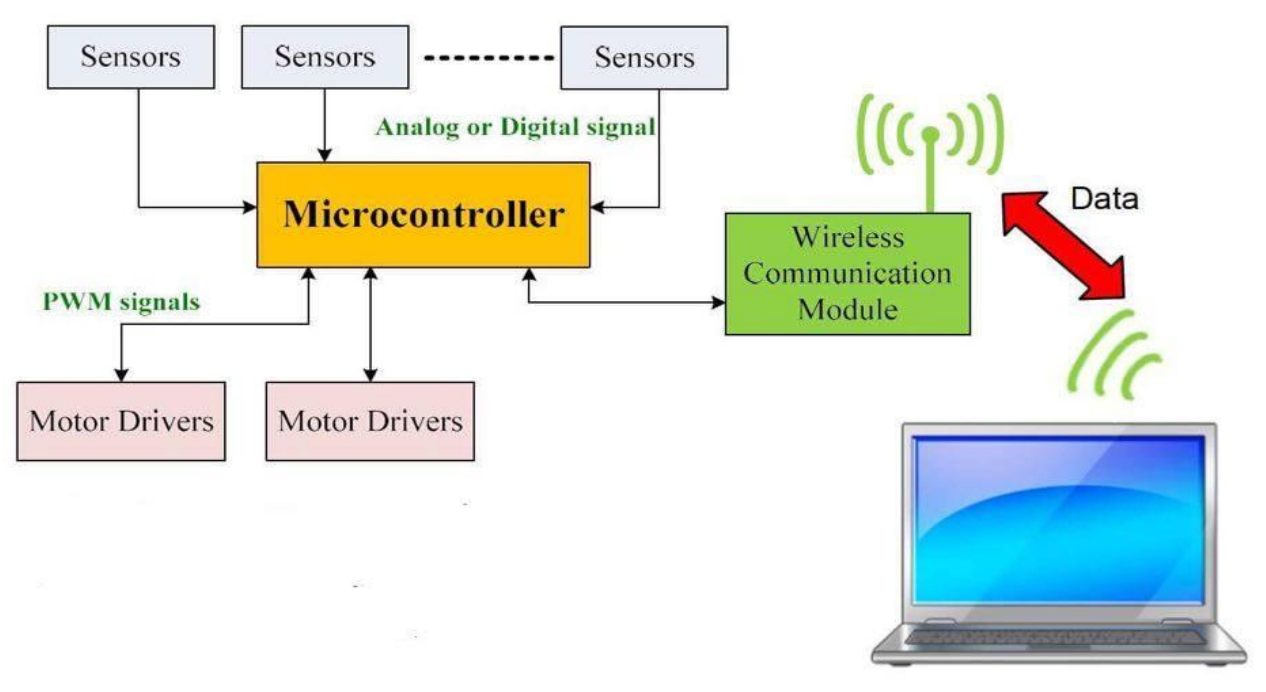 Sensors
Sensors
Sensors
Analog or Digital signal
Microcontroller
Data
Wireless
Communication
Module
PWM signals
Motor Drivers
Motor Drivers